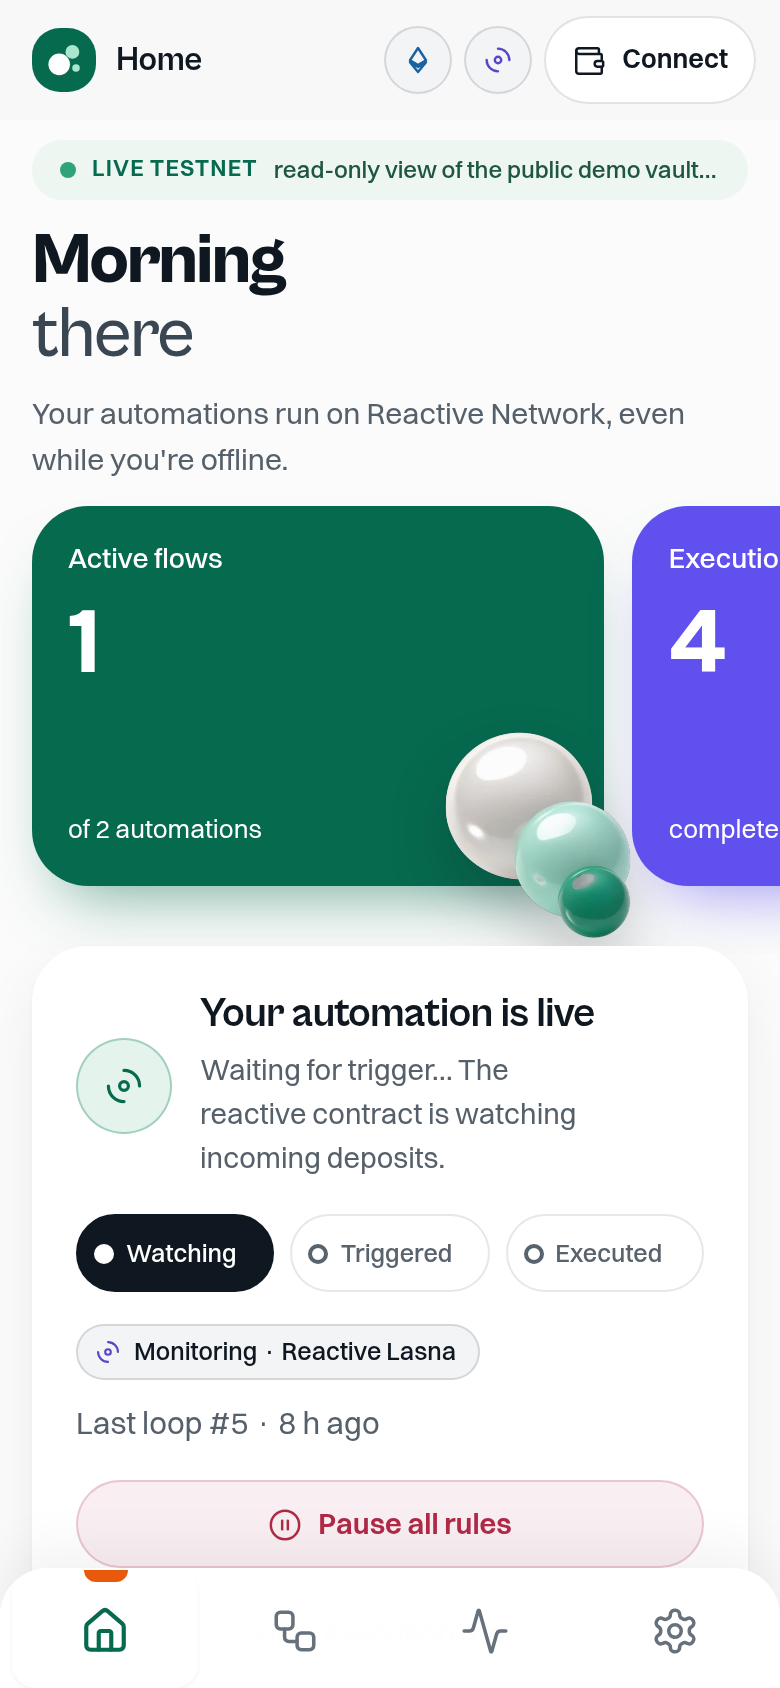 Home
Connect
LIVE TESTNET read-only view of the public demo vault...
Morning
there
Your automations run on Reactive Network, even
while you're offline.
Active flows
1
of 2 automations
Executio
4
complete
Your automation is live
Waiting for trigger... The
reactive contract is watching
incoming deposits.
Watching
Triggered
Executed
Monitoring · Reactive Lasna
Last loop #5 · 8 h ago
Pause all rules